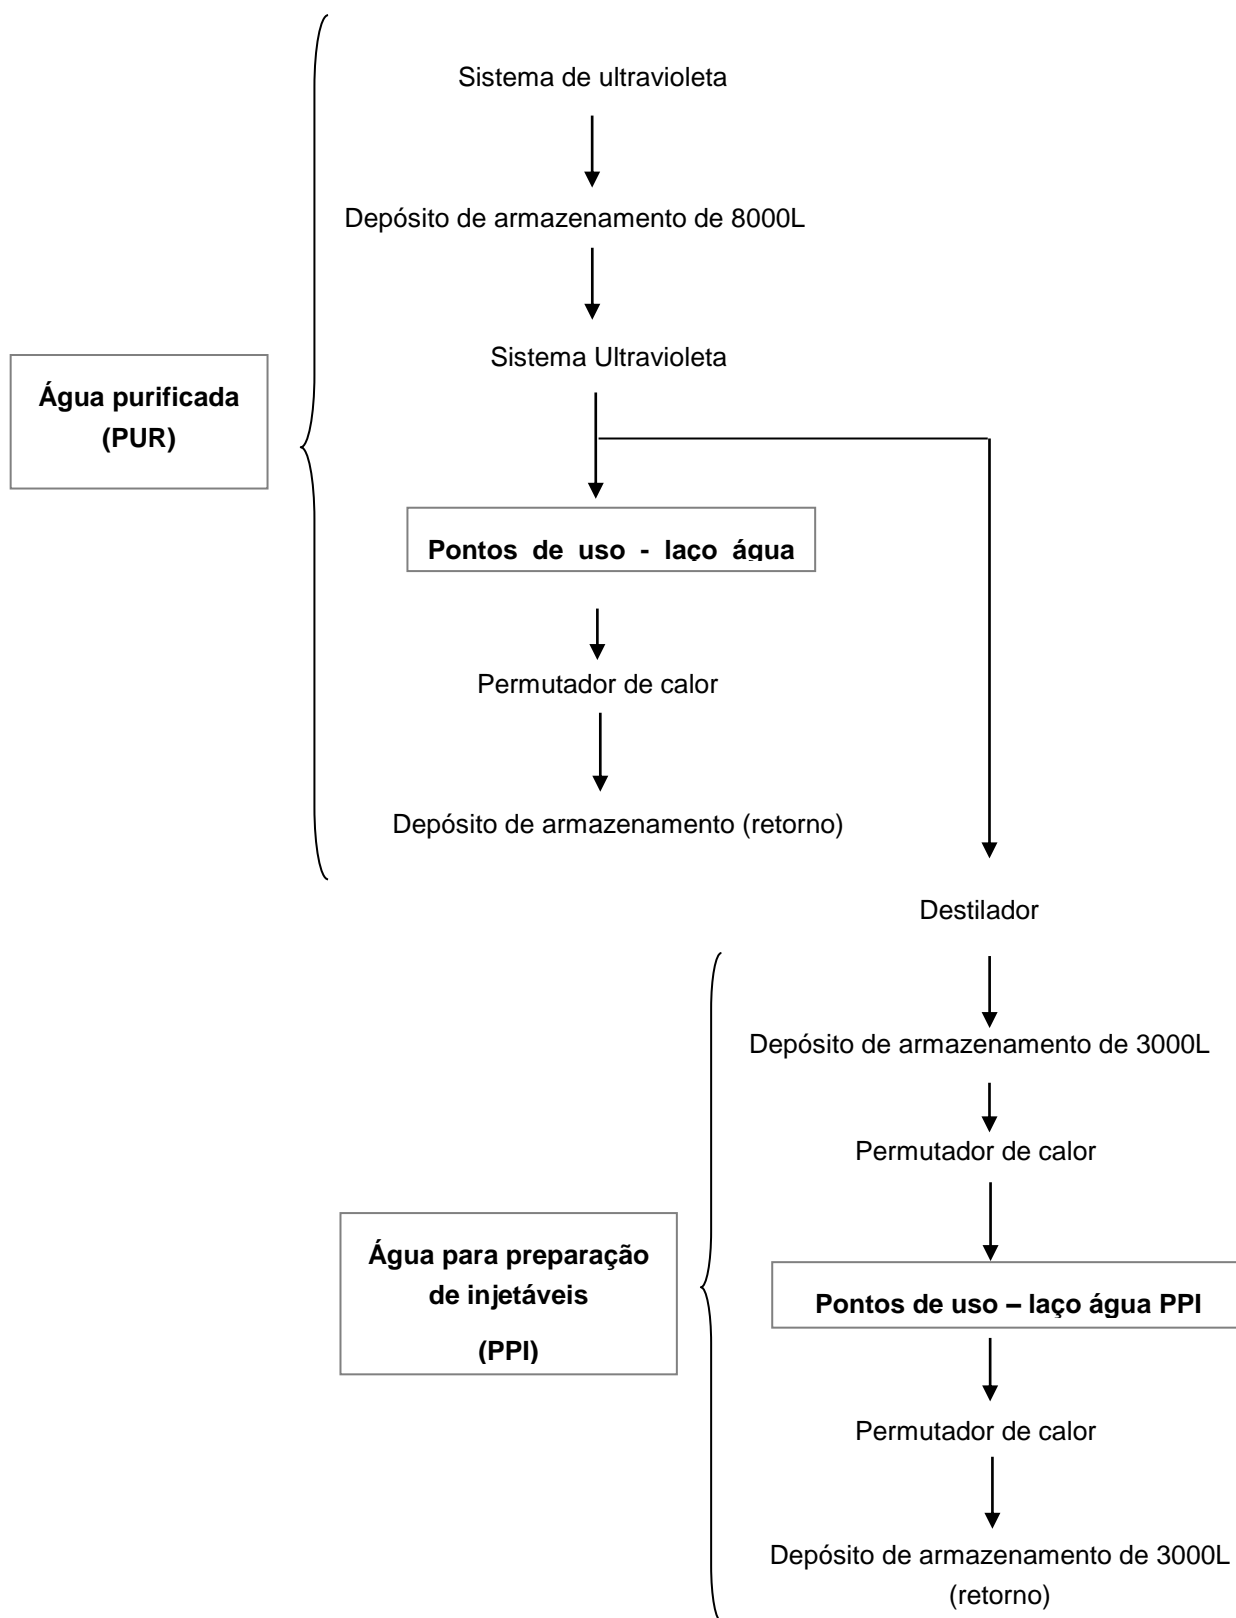 Sistema de ultravioleta
Depósito de armazenamento de 8000L
Sistema Ultravioleta
Água purificada
(PUR)
Pontos de uso - laço água
Permutador de calor
Depósito de armazenamento (retorno)
Destilador
Depósito de armazenamento de 3000L
Permutador de calor
Água para preparação
de injetáveis
(PPI)
Pontos de uso – laço água PPI
Permutador de calor
Depósito de armazenamento de 3000L
(retorno)